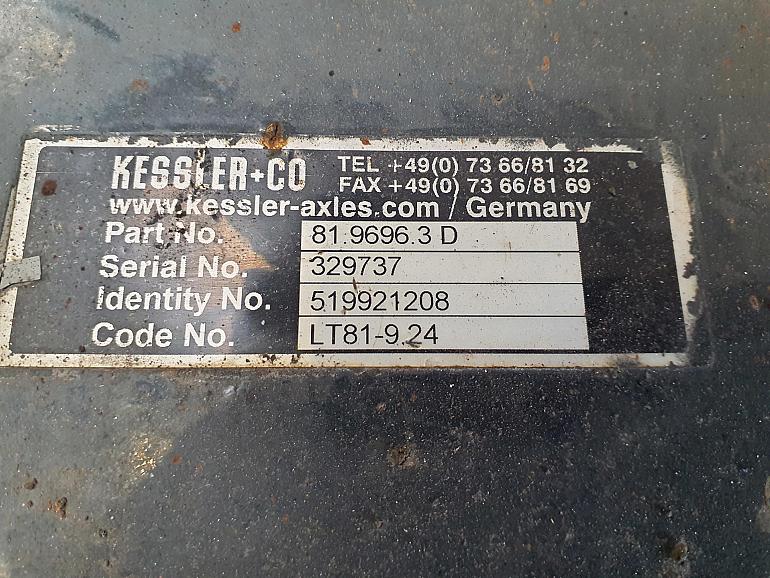 KESSLER+CO TEL +49(0) 73 66/81 32
FAX +49(0) 73 66/81 69
www.kessler-axles.com / Germany
Part No. 81.9696.3 D
Serial No. 329737
Identity No. 519921208
Code No. LT81-9.24